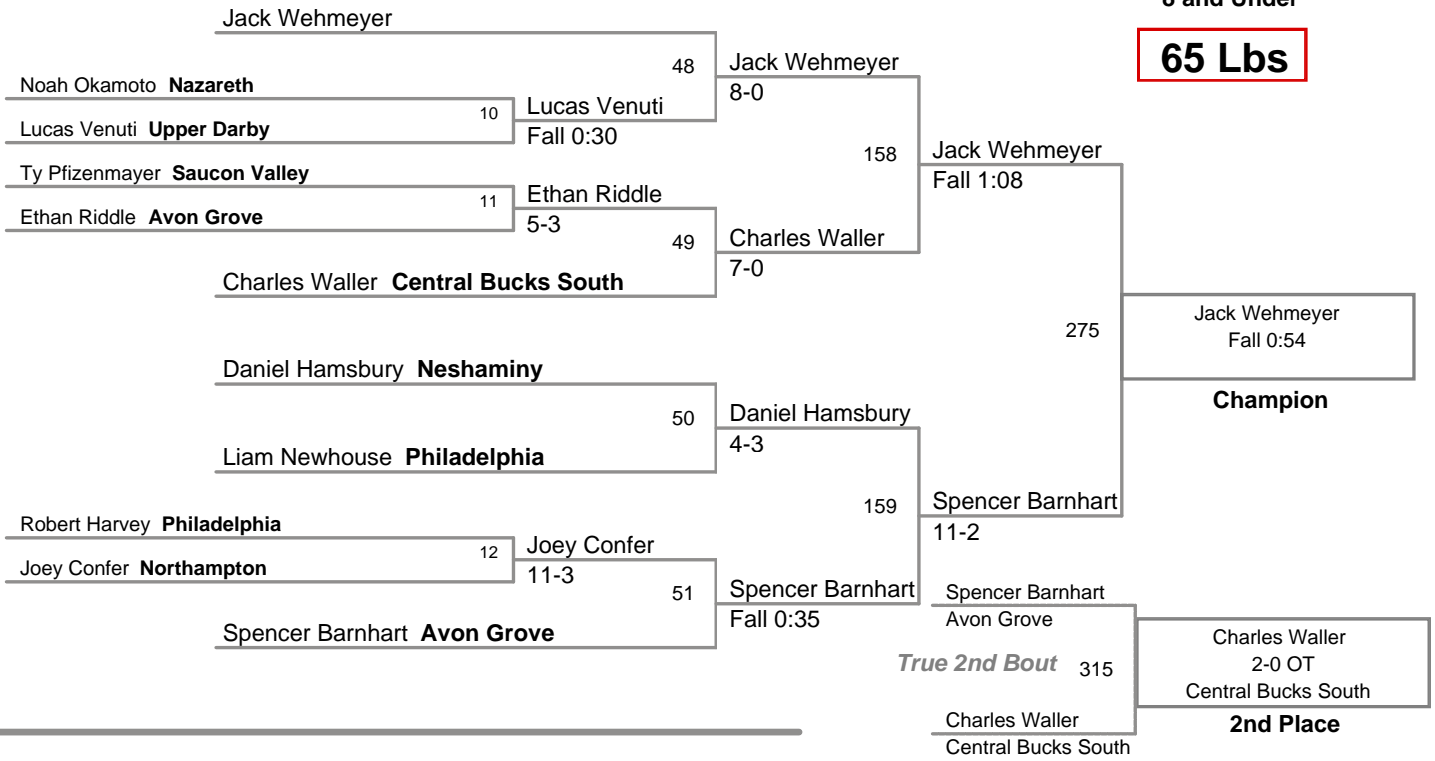 8 and Under
65 Lbs
Jack Wehmeyer
48
Jack Wehmeyer
8-0
Noah Okamoto Nazareth
10
Lucas Venuti
Fall 0:30
Lucas Venuti Upper Darby
158
Jack Wehmeyer
Fall 1:08
Ty Pfizenmayer Saucon Valley
11
Ethan Riddle
5-3
Ethan Riddle Avon Grove
49
Charles Waller
7-0
Charles Waller Central Bucks South
275
Jack Wehmeyer
Fall 0:54
Champion
Daniel Hamsbury Neshaminy
50
Daniel Hamsbury
4-3
Liam Newhouse Philadelphia
159
Spencer Barnhart
11-2
Robert Harvey Philadelphia
12
Joey Confer
11-3
Joey Confer Northampton
51
Spencer Barnhart
Fall 0:35
Spencer Barnhart Avon Grove
Spencer Barnhart
Avon Grove
True 2nd Bout 315
Charles Waller
Central Bucks South
Charles Waller
2-0 OT
Central Bucks South
2nd Place